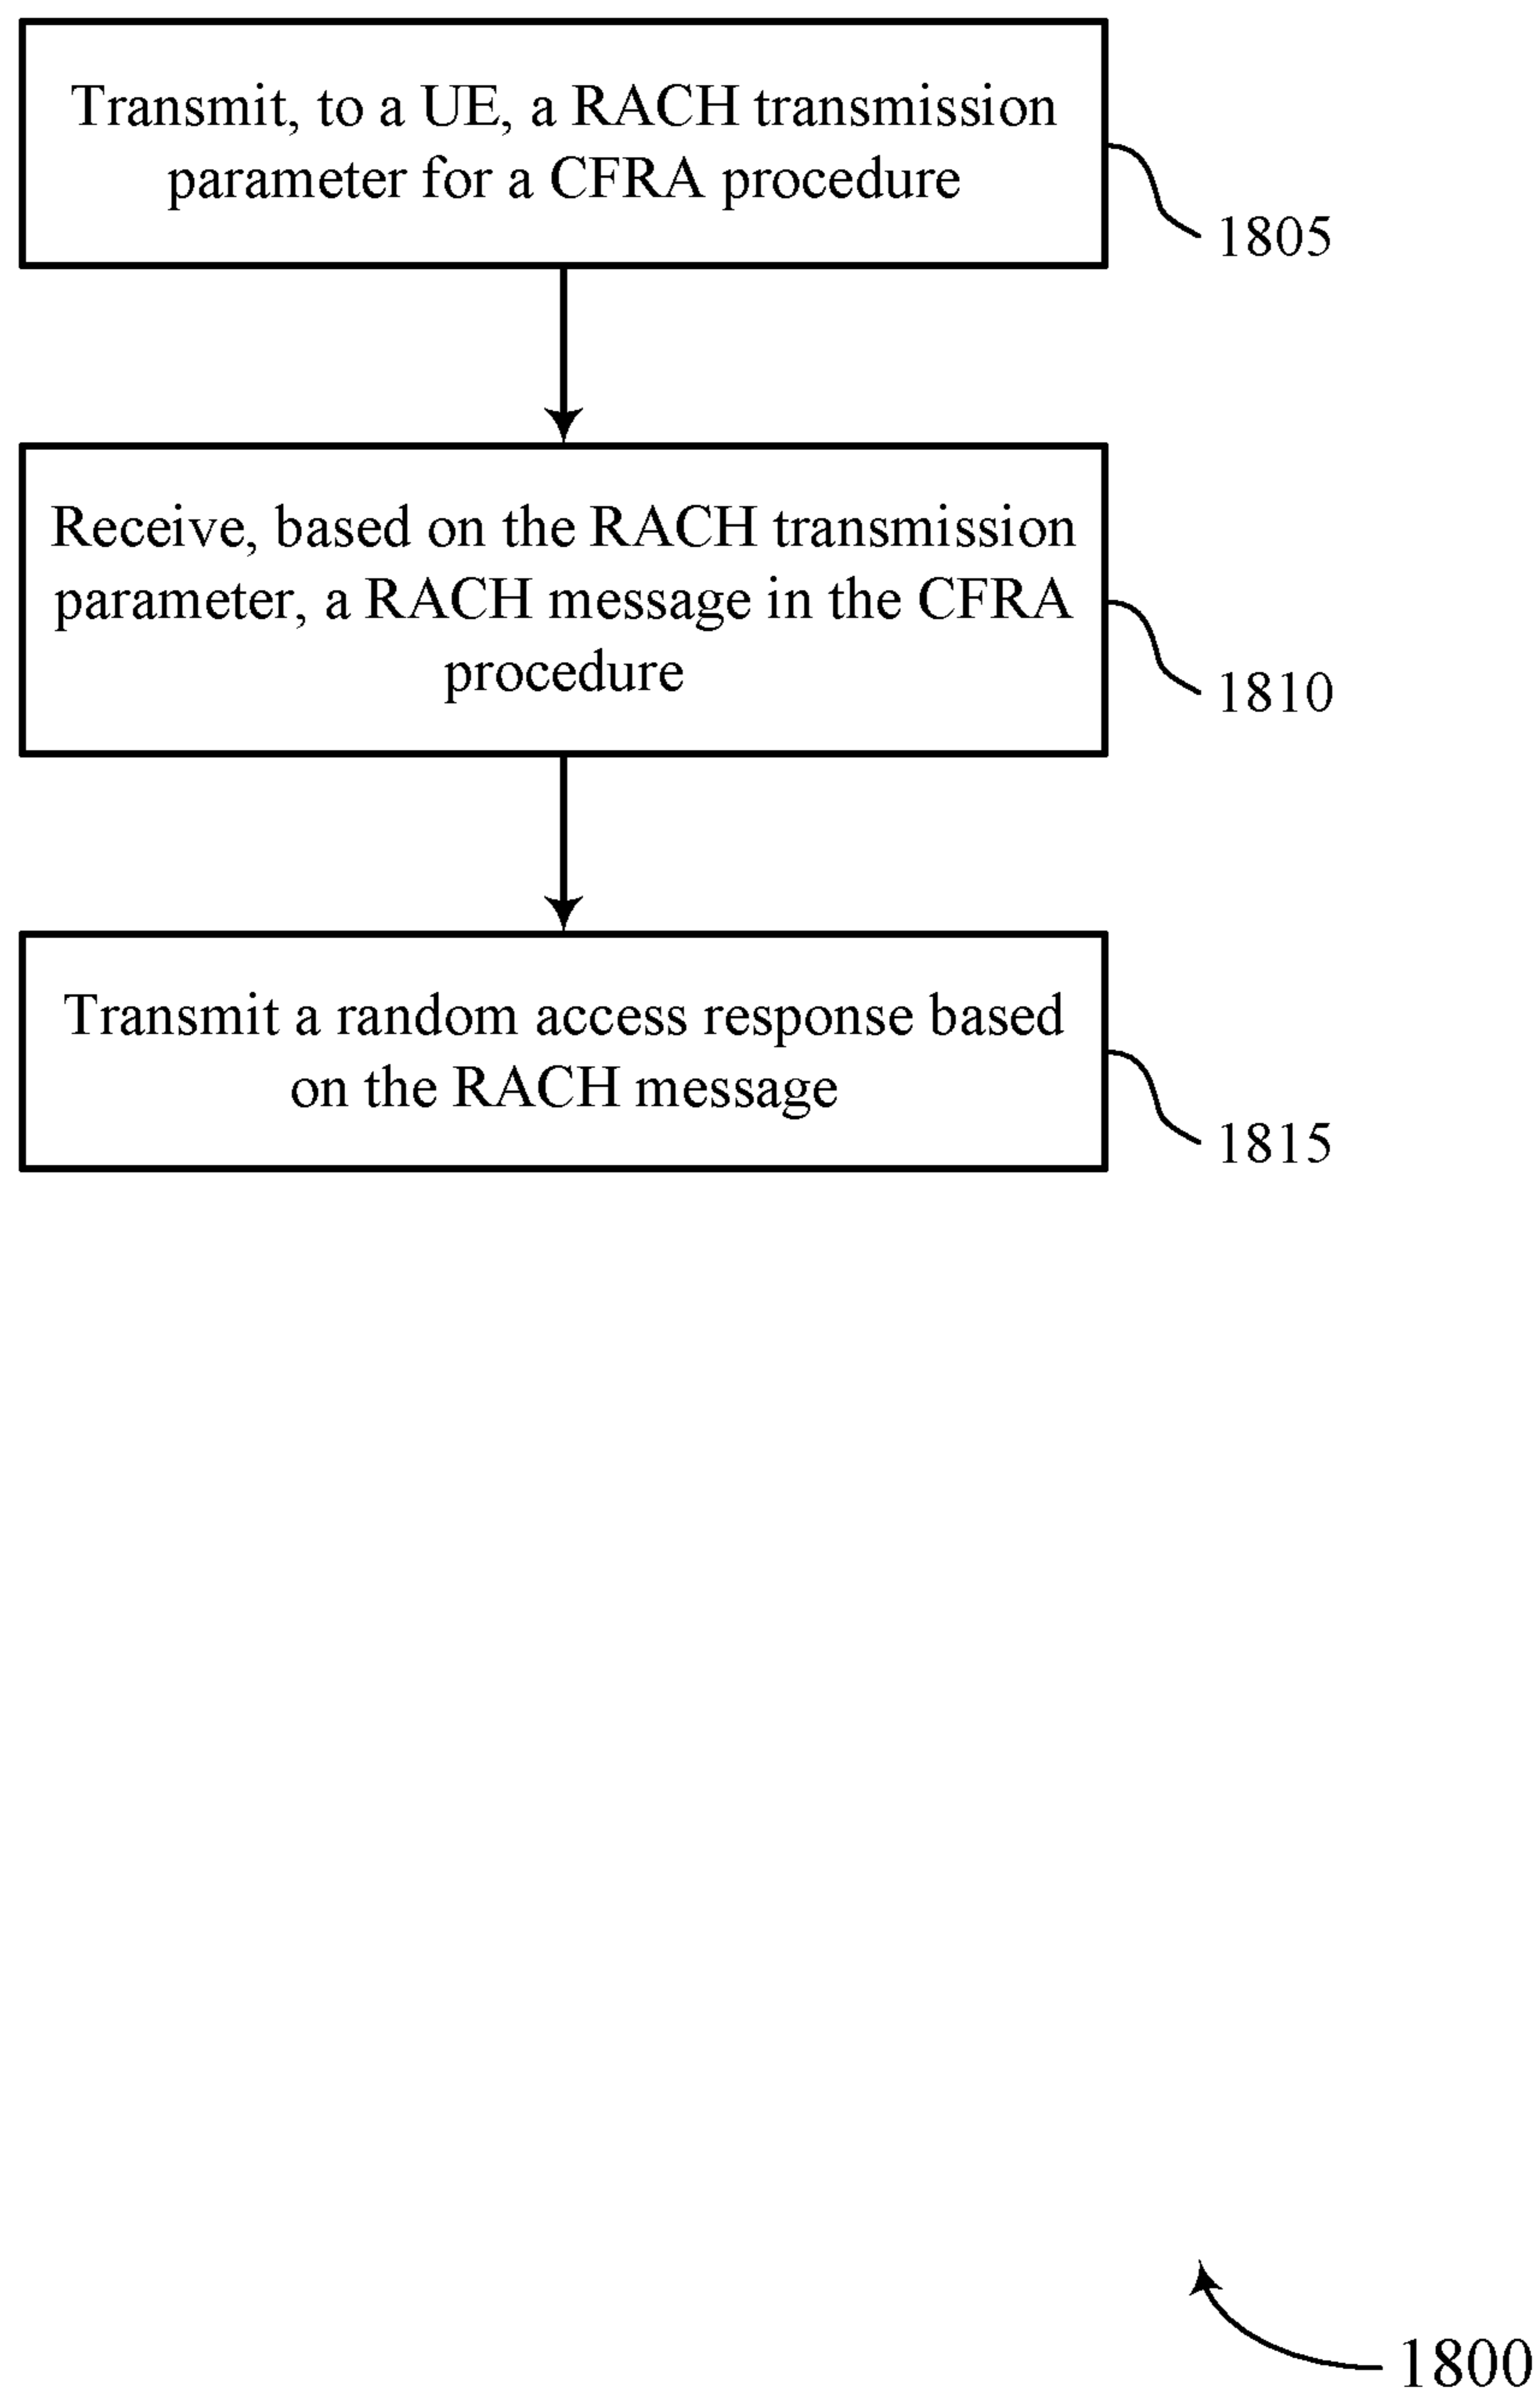 Transmit, to a UE, a RACH transmission
parameter for a CFRA procedure
1805
Receive, based on the RACH transmission
parameter, a RACH message in the CFRA
procedure
1810
Transmit a random access response based
on the RACH message
1815
1800